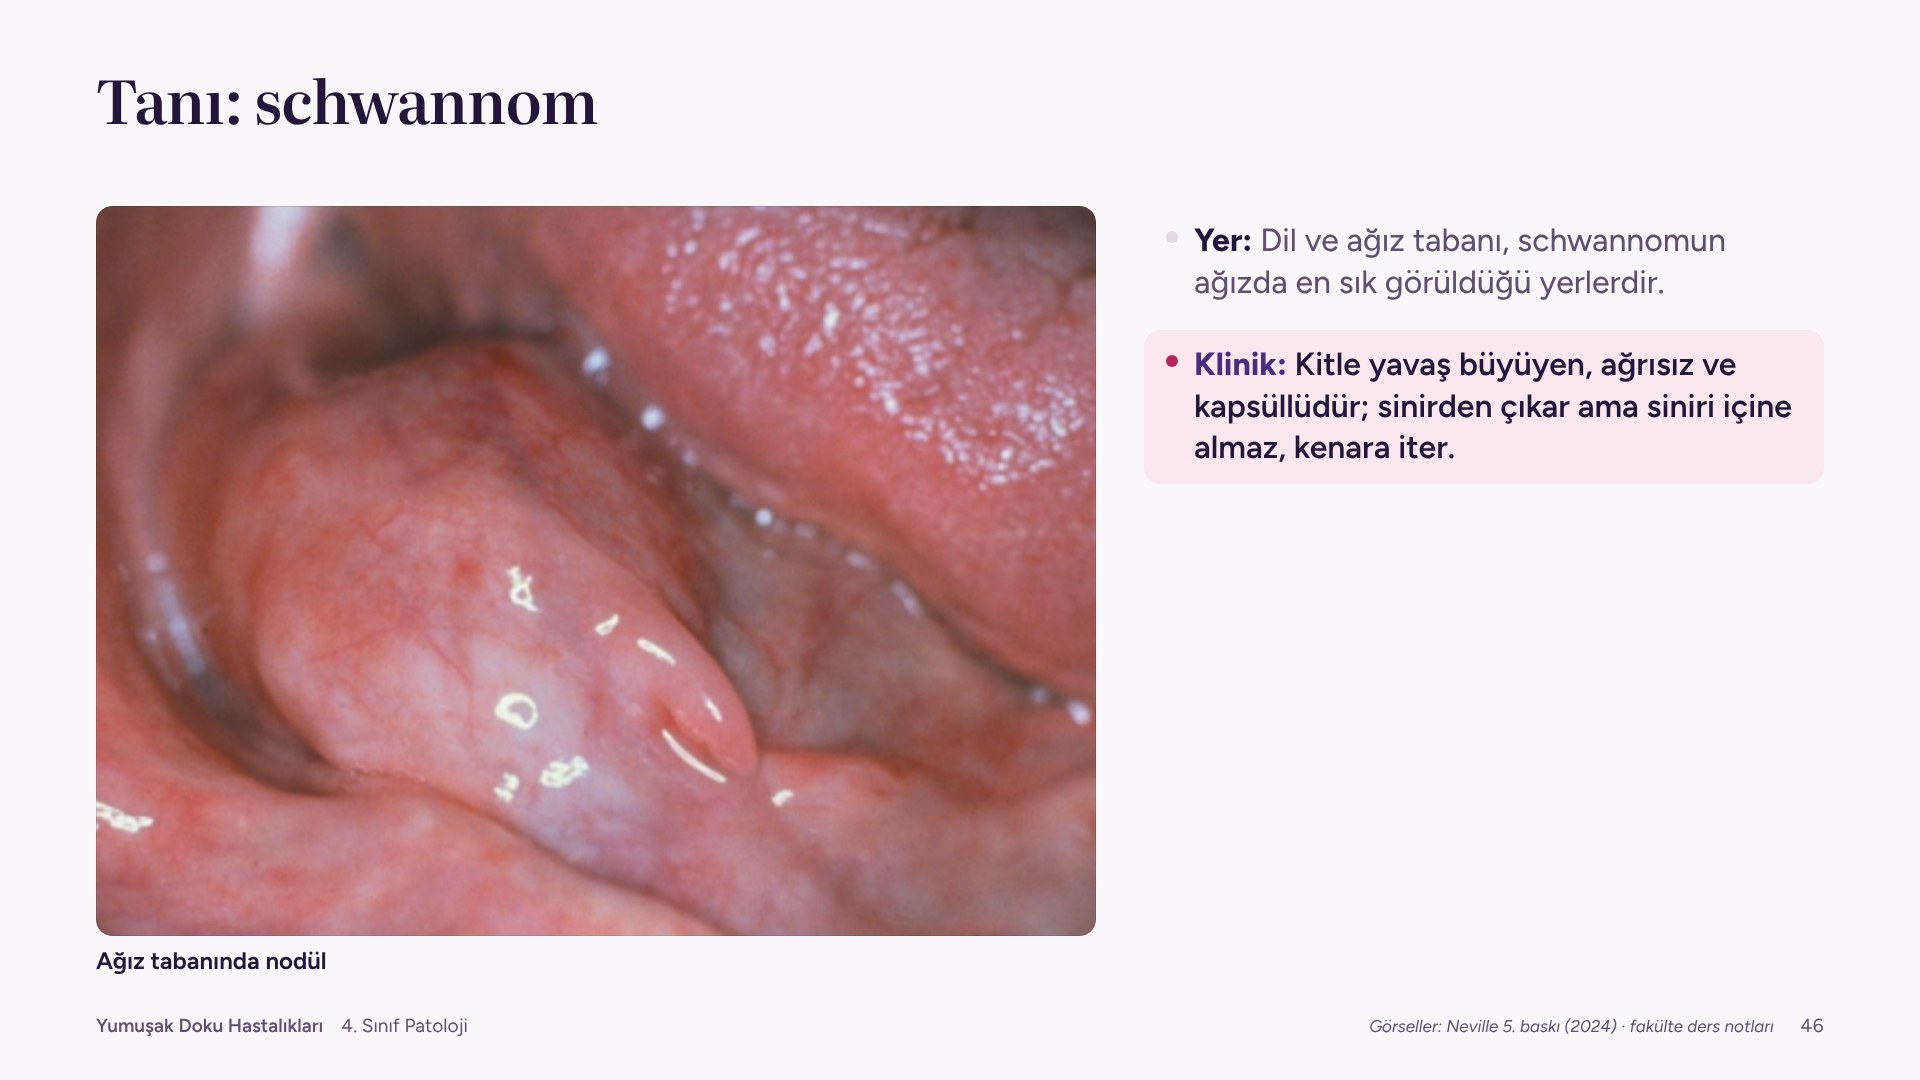 Tanı: schwannom
Yer: Dil ve ağız tabanı, schwannomun
ağızda en sık görüldüğü yerlerdir.
Klinik: Kitle yavaş büyüyen, ağrısız ve
kapsüllüdür; sinirden çıkar ama siniri içine
almaz, kenara iter.
Ağız tabanında nodül
Yumuşak Doku Hastalıkları 4. Sınıf Patoloji
Görseller: Neville 5. baskı (2024) · fakülte ders notları 46